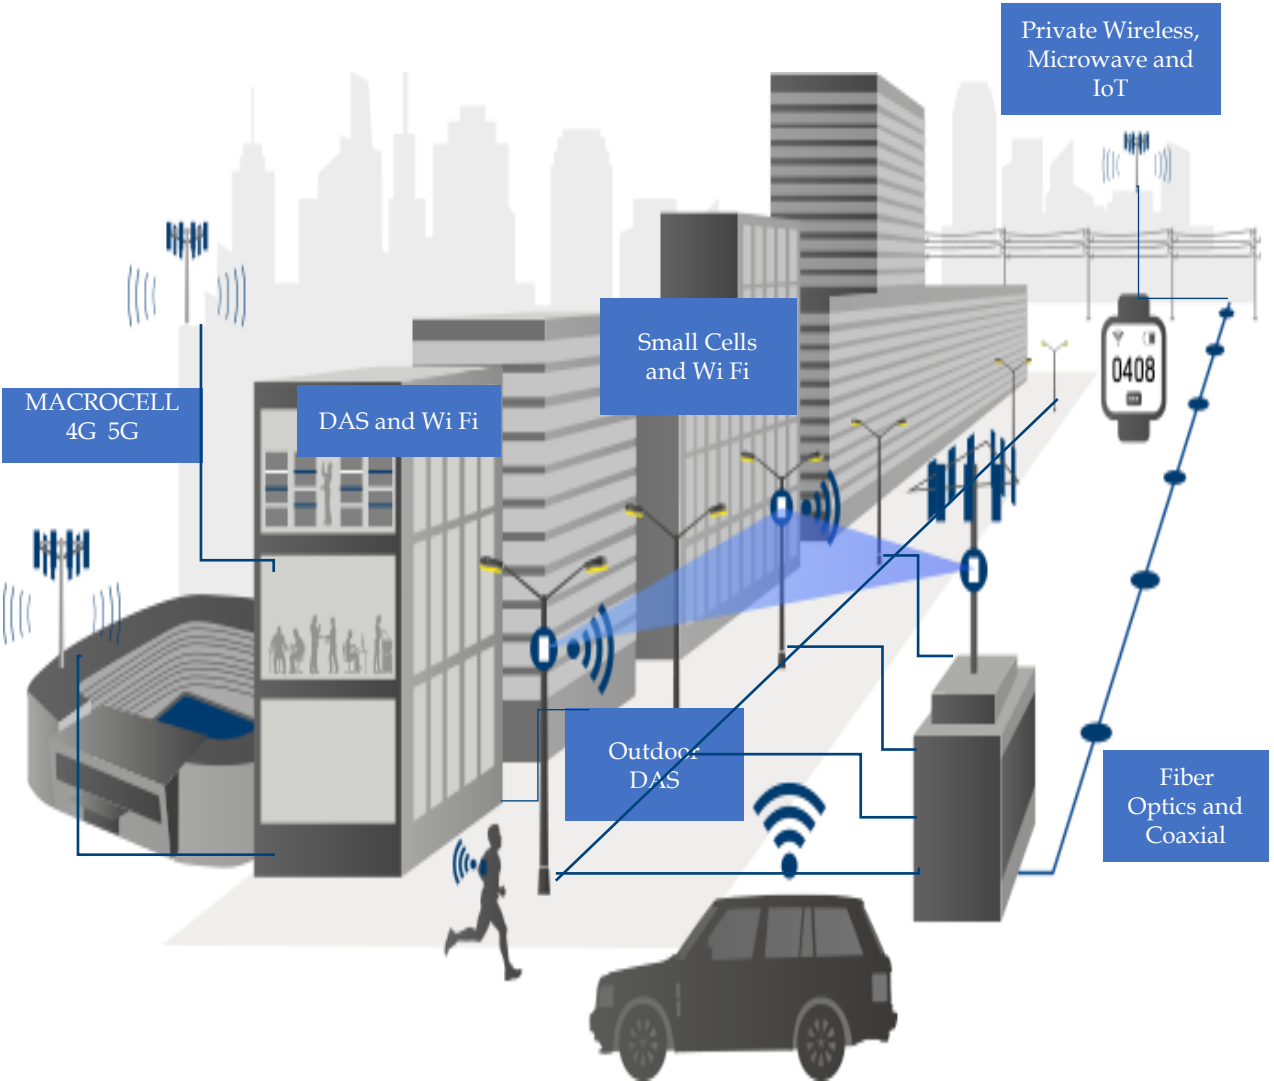 Private Wireless,
Microwave and
IoT
Small Cells
and Wi Fi
MACROCELL
4G 5G
DAS and Wi Fi
0408
Outdoor
DAS
Fiber
Optics and
Coaxial